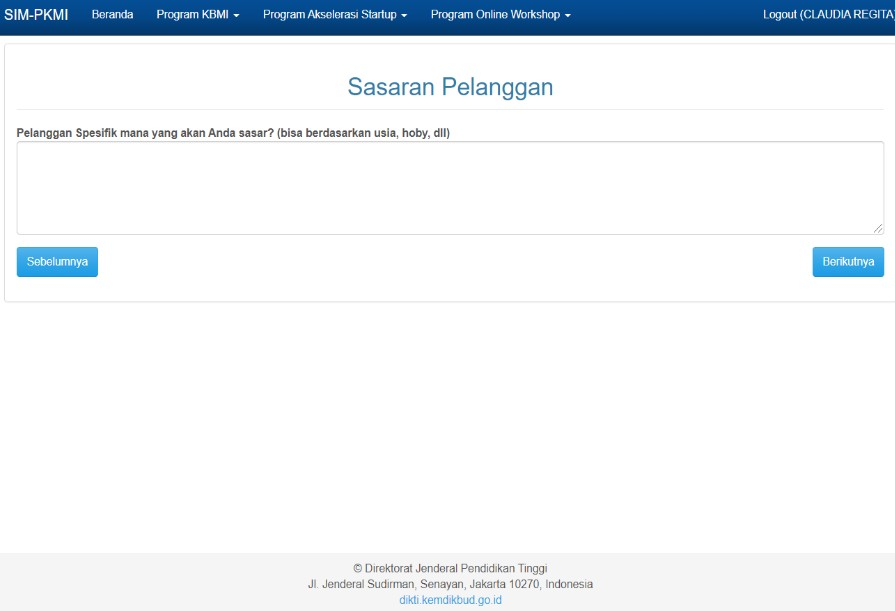 SIM-PKMI Beranda Program KBMI Program Akselerasi Startup Program Online Workshop Logout (CLAUDIA REGITA)
Sasaran Pelanggan
Pelanggan Spesifik mana yang akan Anda sasar? (bisa berdasarkan usia, hoby, dll)
Sebelumnya Berikutnya
© Direktorat Jenderal Pendidikan Tinggi
Jl. Jenderal Sudirman, Senayan, Jakarta 10270, Indonesia
dikti.kemdikbud.go.id